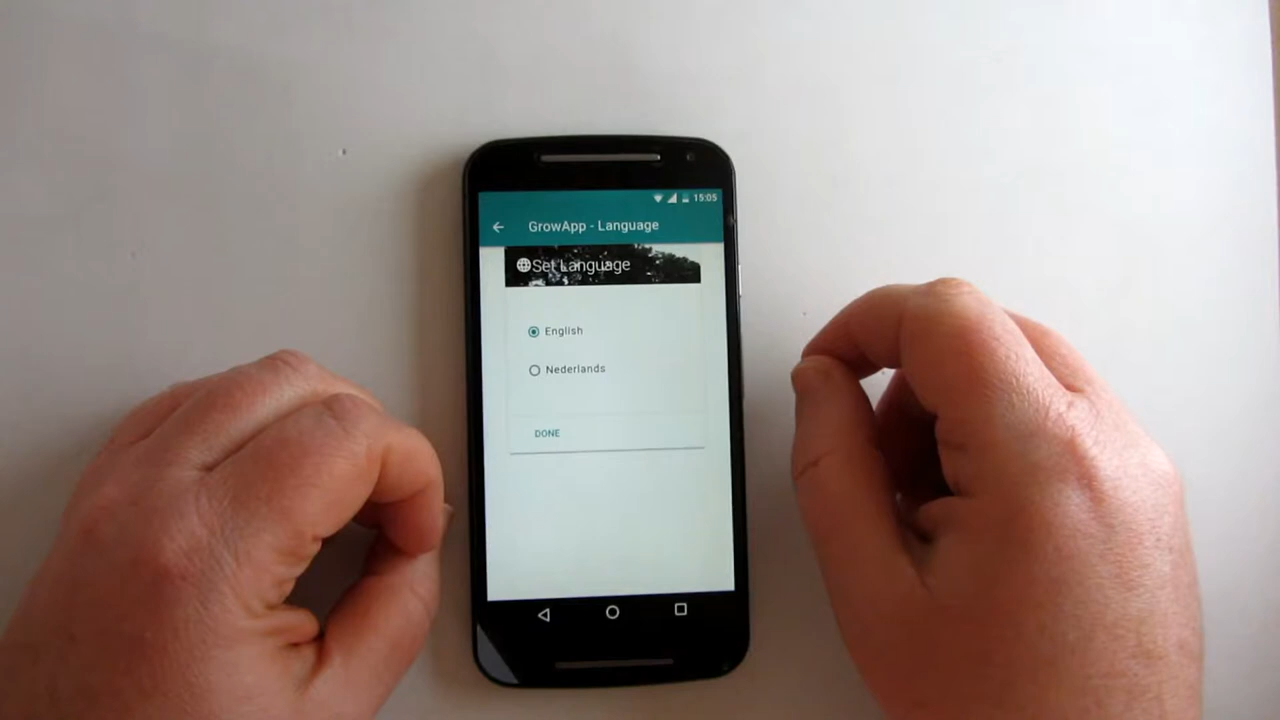 15:05
GrowApp - Language
Set Language
English
Nederlands
DONE